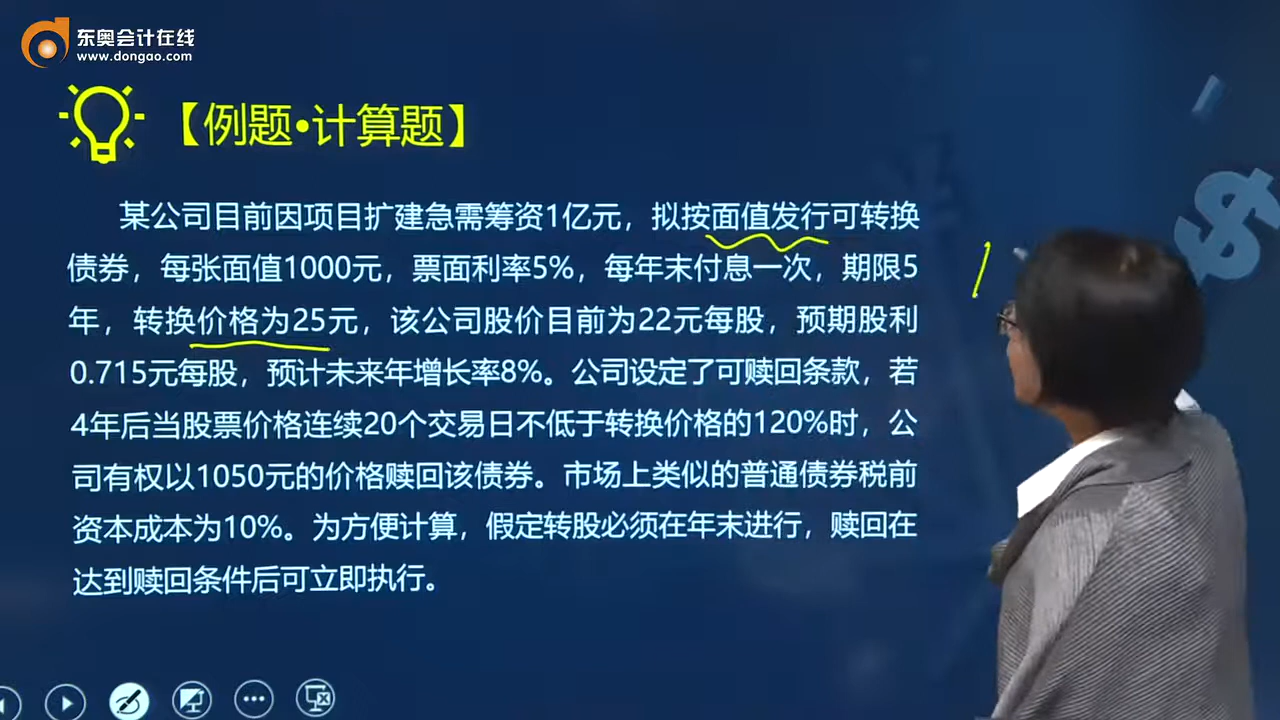 东奥会计在线
www.dongao.com
【例题•计算题】
某公司目前因项目扩建急需筹资1亿元，拟按面值发行可转换
债券，每张面值1000元，票面利率5%，每年末付息一次，期限5
年，转换价格为25元，该公司股价目前为22元每股，预期股利
0.715元每股，预计未来年增长率8%。公司设定了可赎回条款，若
4年后当股票价格连续20个交易日不低于转换价格的120%时，公
司有权以1050元的价格赎回该债券。市场上类似的普通债券税前
资本成本为10%。为方便计算，假定转股必须在年末进行，赎回在
达到赎回条件后可立即执行。